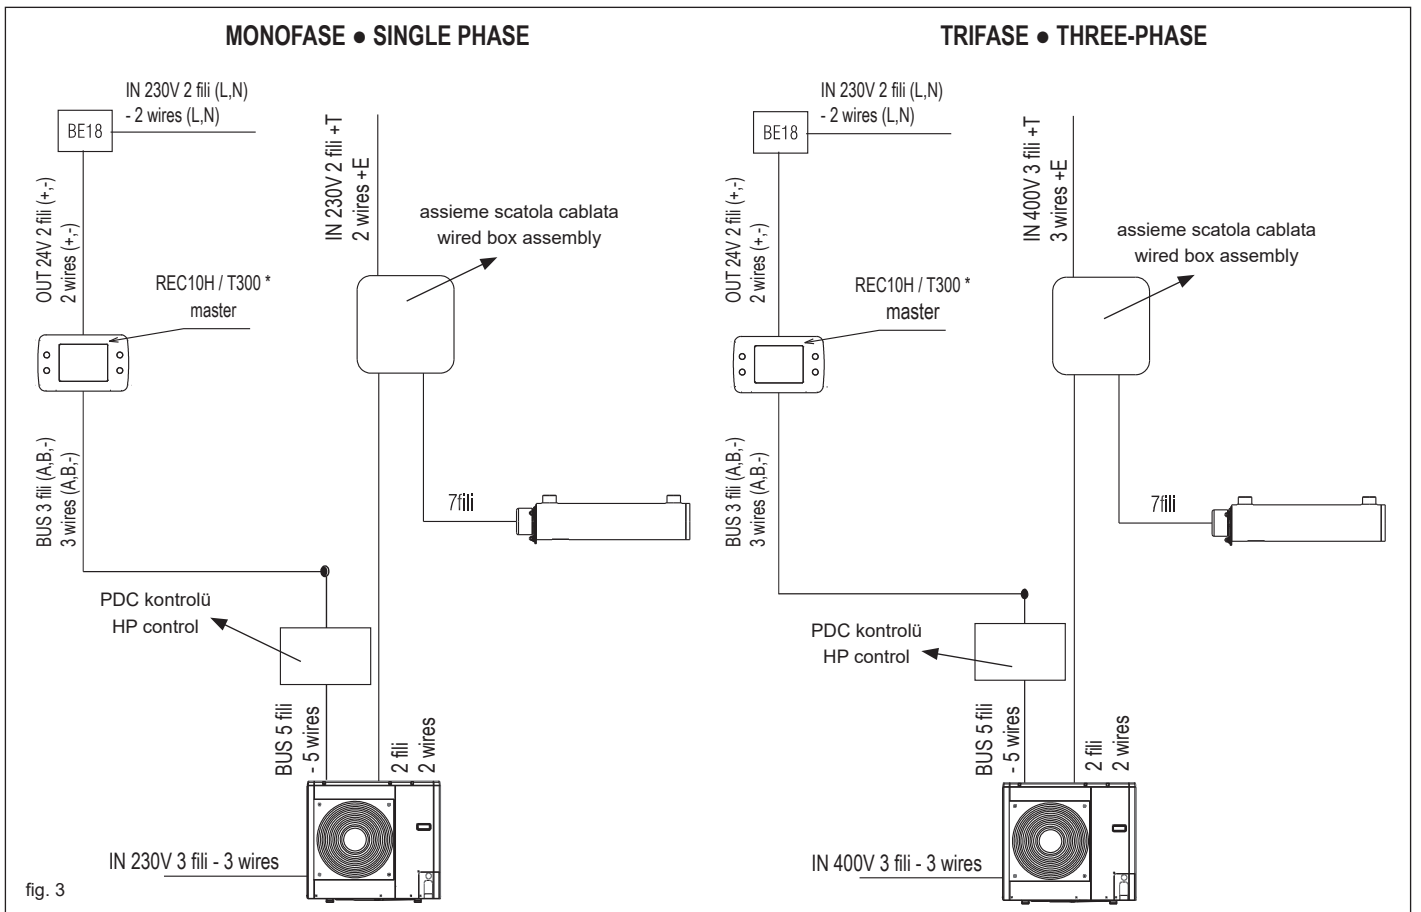 MONOFASE ● SINGLE PHASE
IN 230V 2 fili (L,N)
- 2 wires (L,N)
BE18
OUT 24V 2 fili (+,-)
2 wires (+,-)
IN 230V 2 fili +T
2 wires +E
assieme scatola cablata
wired box assembly
REC10H / T300 *
master
BUS 3 fili (A,B,-)
3 wires (A,B,-)
7fili
PDC kontrolü
HP control
BUS 5 fili
- 5 wires
2 fili
2 wires
IN 230V 3 fili - 3 wires
fig. 3
TRIFASE ● THREE-PHASE
IN 230V 2 fili (L,N)
- 2 wires (L,N)
BE18
OUT 24V 2 fili (+,-)
2 wires (+,-)
IN 400V 3 fili +T
3 wires +E
assieme scatola cablata
wired box assembly
REC10H / T300 *
master
BUS 3 fili (A,B,-)
3 wires (A,B,-)
7fili
PDC kontrolü
HP control
BUS 5 fili
- 5 wires
2 fili
2 wires
IN 400V 3 fili - 3 wires